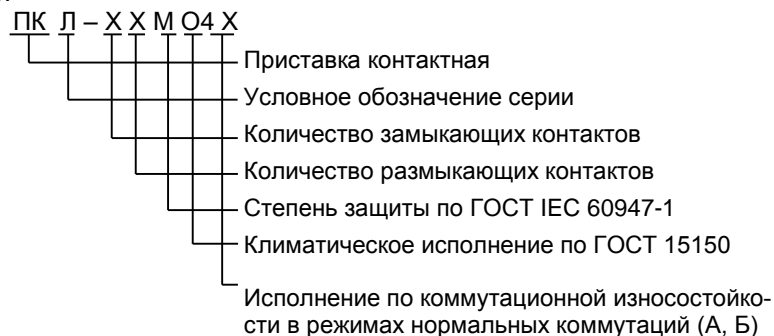 ПК Л – Х Х М О4 Х
Приставка контактная
Условное обозначение серии
Количество замыкающих контактов
Количество размыкающих контактов
Степень защиты по ГОСТ IEC 60947-1
Климатическое исполнение по ГОСТ 15150
Исполнение по коммутационной износостойко-
сти в режимах нормальных коммутаций (А, Б)